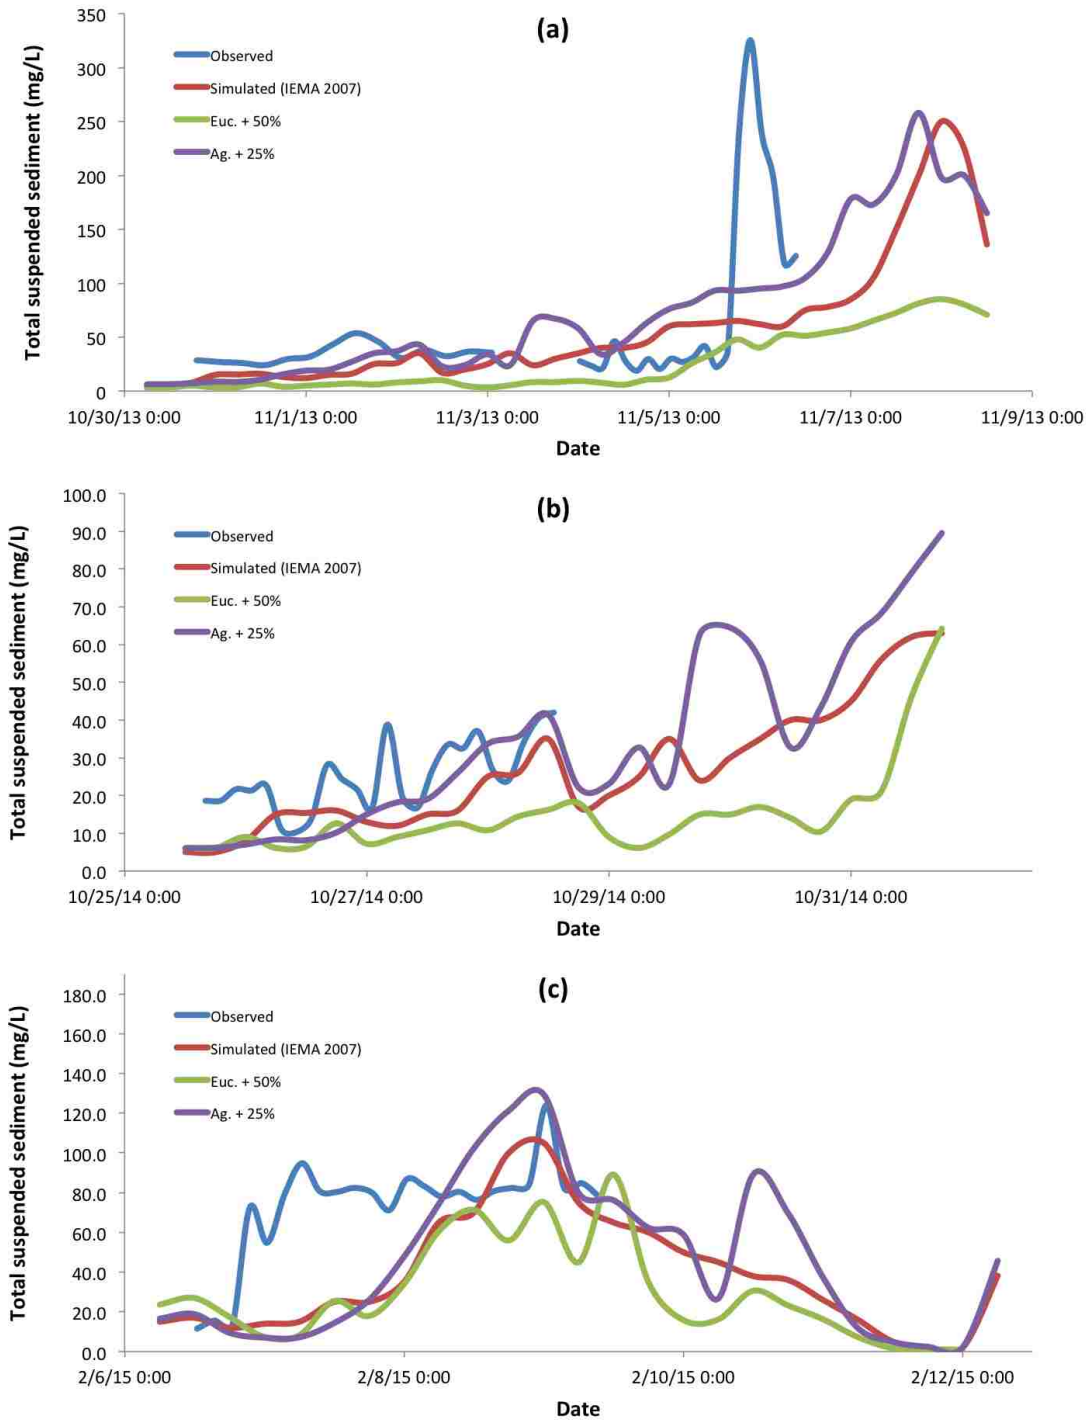 (a)
Total suspended sediment (mg/L)
350
300
250
200
150
100
50
0
Observed
Simulated (IEMA 2007)
Euc. + 50%
Ag. + 25%
10/30/13 0:00 11/1/13 0:00 11/3/13 0:00 11/5/13 0:00 11/7/13 0:00 11/9/13 0:00
Date
(b)
Total suspended sediment (mg/L)
100.0
90.0
80.0
70.0
60.0
50.0
40.0
30.0
20.0
10.0
0.0
Observed
Simulated (IEMA 2007)
Euc. + 50%
Ag. + 25%
10/25/14 0:00 10/27/14 0:00 10/29/14 0:00 10/31/14 0:00
Date
(c)
Total suspended sediment (mg/L)
180.0
160.0
140.0
120.0
100.0
80.0
60.0
40.0
20.0
0.0
Observed
Simulated (IEMA 2007)
Euc. + 50%
Ag. + 25%
2/6/15 0:00 2/8/15 0:00 2/10/15 0:00 2/12/15 0:00
Date